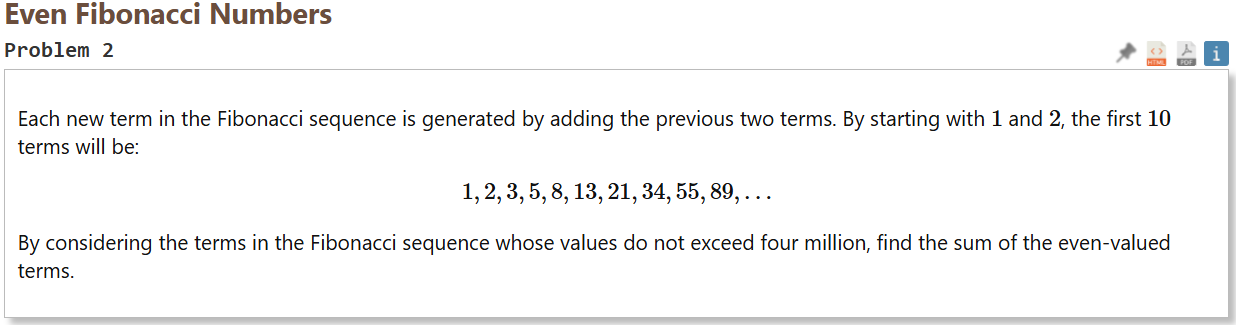 Even Fibonacci Numbers
Problem 2
HTML
PDF
i
Each new term in the Fibonacci sequence is generated by adding the previous two terms. By starting with 1 and 2, the first 10
terms will be:
1, 2, 3, 5, 8, 13, 21, 34, 55, 89, . . .
By considering the terms in the Fibonacci sequence whose values do not exceed four million, find the sum of the even-valued
terms.